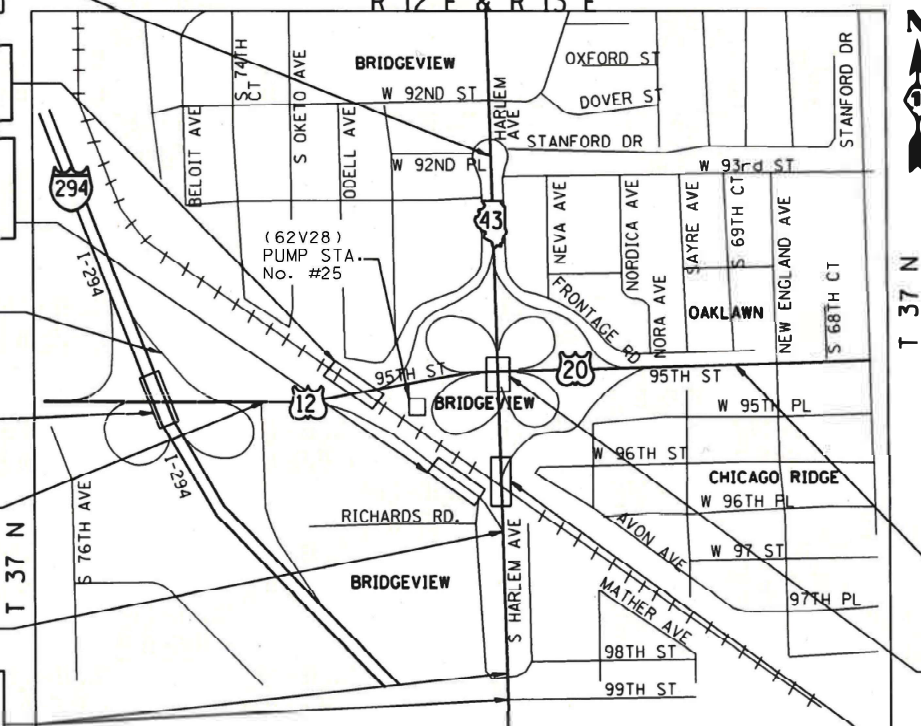 R 12 E & R 13 E
N
BRIDGEVIEW
OXFORD ST
S 74TH
CT
S OKETO AVE
W 92ND ST
HARLEM
AVE
DOVER ST
STANFORD DR
BELOIT AVE
ODELL AVE
STANFORD DR
W 92ND PL
W 93rd ST
294
43
NEVA AVE
NORDICA AVE
SAYRE AVE
S 69TH CT
NEW ENGLAND AVE
(62V28)
PUMP STA.
No. #25
I-294
FRONTAGE RD
NORA AVE
OAKLAWN
S 68TH CT
T 37 N
95TH ST
20
95TH ST
12
BRIDGEVIEW
W 95TH PL
W 96TH ST
I-294
CHICAGO RIDGE
S 76TH AVE
W 96TH PL
RICHARDS RD.
AVON AVE
T 37 N
S HARLEM AVE
W 97 ST
BRIDGEVIEW
MATHER AVE
97TH PL
98TH ST
99TH ST